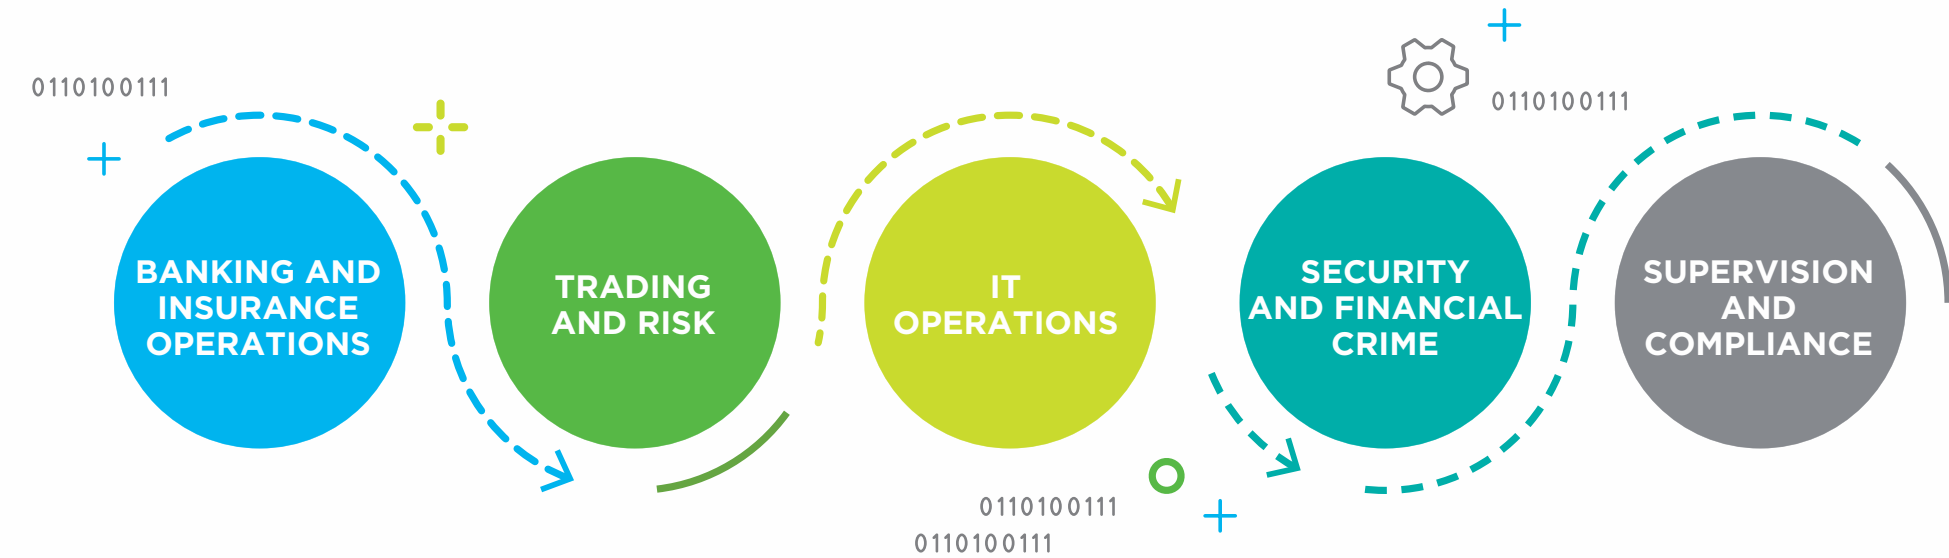 0110100111
BANKING AND
INSURANCE
OPERATIONS
TRADING
AND RISK
IT
OPERATIONS
0110100111
0110100111
SECURITY
AND FINANCIAL
CRIME
0110100111
SUPERVISION
AND
COMPLIANCE